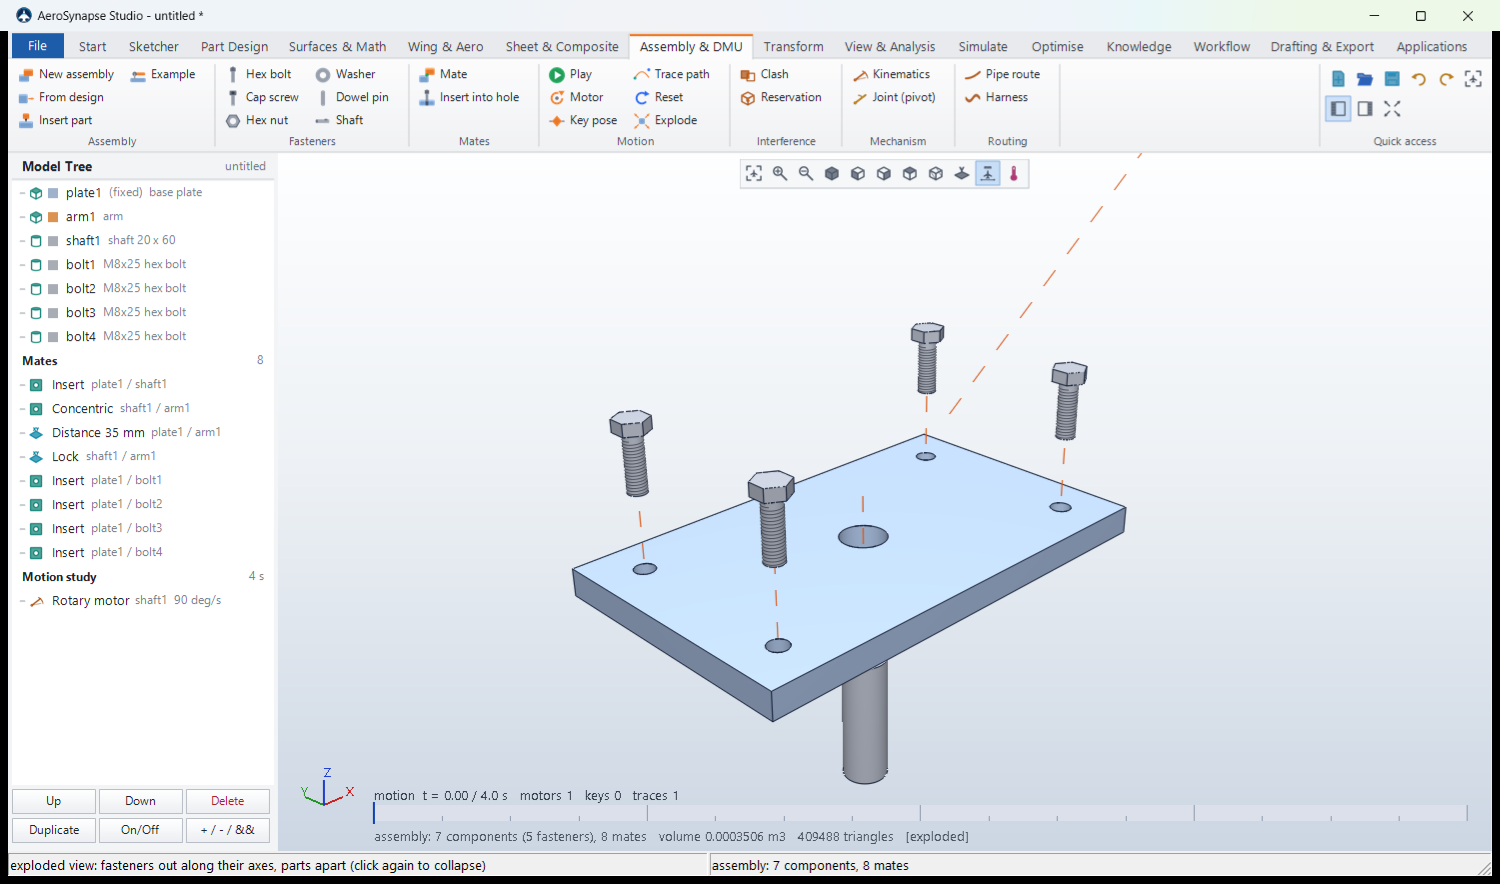 AeroSynapse Studio - untitled *
File Start Sketcher Part Design Surfaces & Math Wing & Aero Sheet & Composite Assembly & DMU Transform View & Analysis Simulate Optimise Knowledge Workflow Drafting & Export Applications
New assembly Example Hex bolt Washer Mate Play Trace path Clash Kinematics Pipe route
From design Cap screw Dowel pin Insert into hole Motor Reset Reservation Joint (pivot) Harness
Insert part Hex nut Shaft Key pose Explode
Assembly Fasteners Mates Motion Interference Mechanism Routing Quick access
Model Tree untitled
plate1 (fixed) base plate
arm1 arm
shaft1 shaft 20 x 60
bolt1 M8x25 hex bolt
bolt2 M8x25 hex bolt
bolt3 M8x25 hex bolt
bolt4 M8x25 hex bolt
Mates 8
Insert plate1 / shaft1
Concentric shaft1 / arm1
Distance 35 mm plate1 / arm1
Lock shaft1 / arm1
Insert plate1 / bolt1
Insert plate1 / bolt2
Insert plate1 / bolt3
Insert plate1 / bolt4
Motion study 4 s
Rotary motor shaft1 90 deg/s
Up Down Delete
Duplicate On/Off + / - / &&
Z
Y X
motion t = 0.00 / 4.0 s motors 1 keys 0 traces 1
assembly: 7 components (5 fasteners), 8 mates volume 0.0003506 m3 409488 triangles [exploded]
exploded view: fasteners out along their axes, parts apart (click again to collapse)
assembly: 7 components, 8 mates